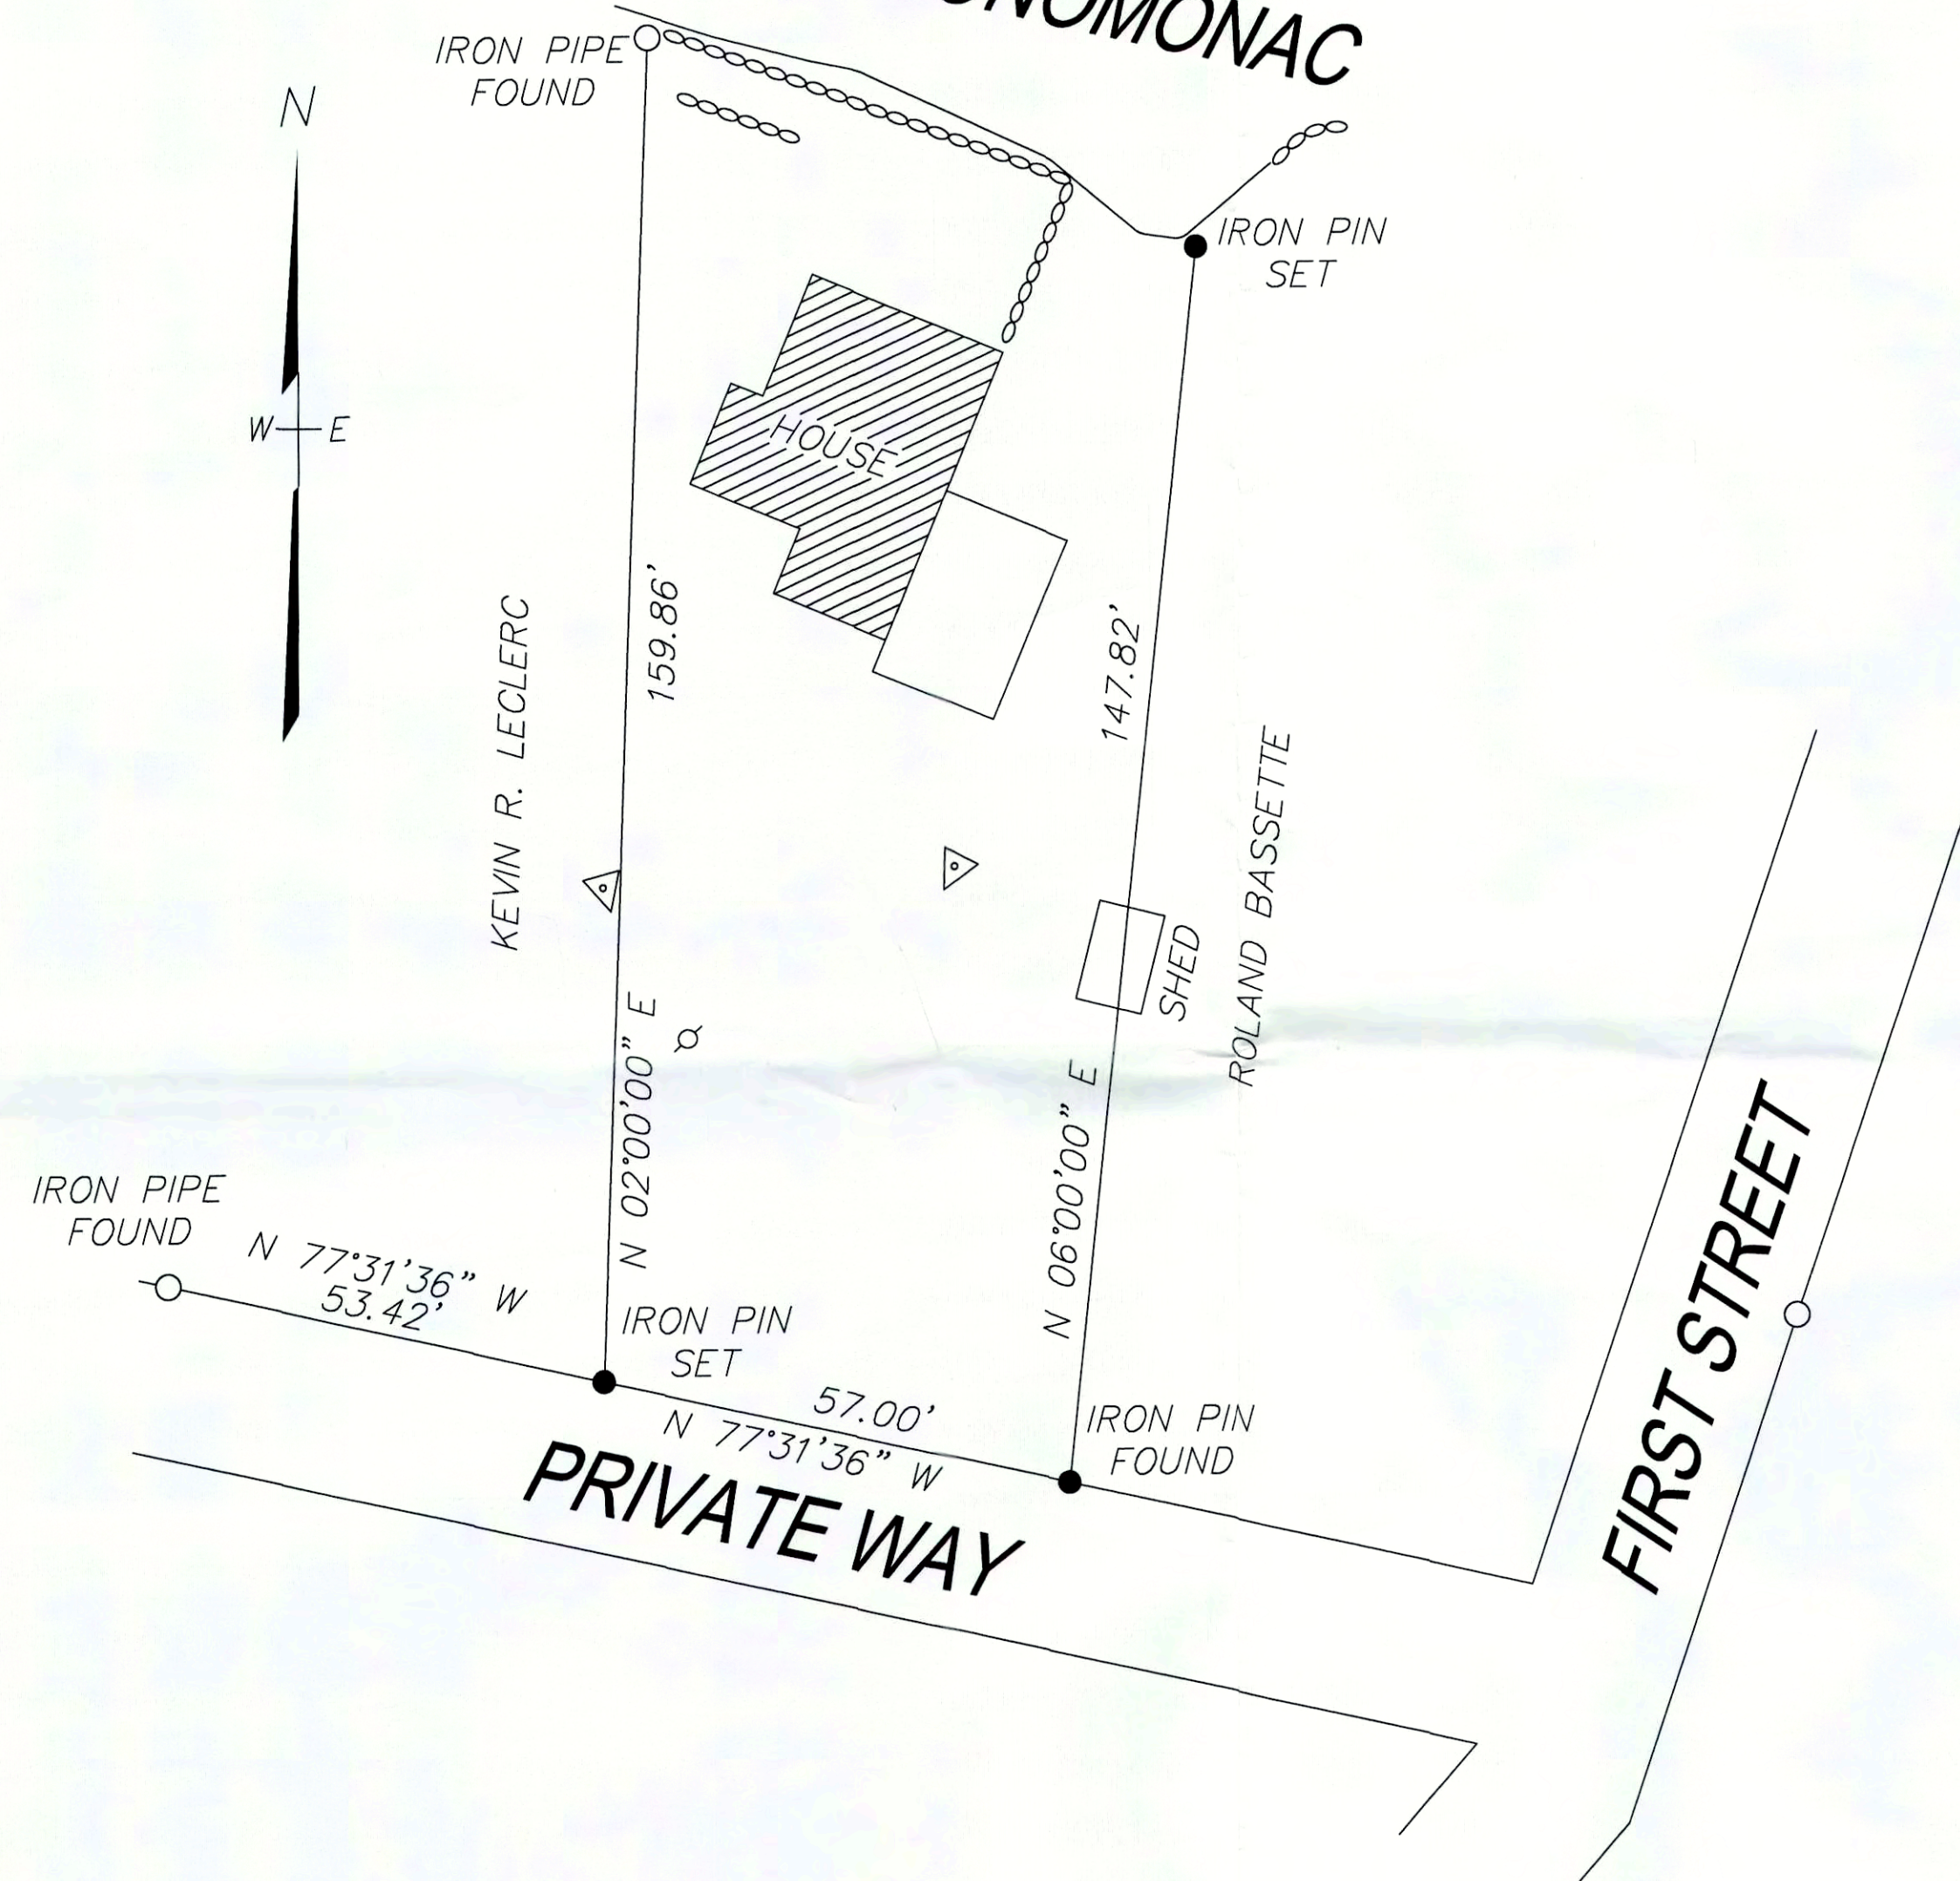 IRON PIPE
FOUND
N
W
E
IRON PIN
SET
HOUSE
159.86'
147.82'
KEVIN R. LECLERC
ROLAND BASSETTE
SHED
N 02°00'00" E
N 06°00'00" E
IRON PIPE
FOUND
N 77°31'36" W
53.42'
IRON PIN
SET
57.00'
N 77°31'36" W
IRON PIN
FOUND
PRIVATE WAY
FIRST STREET